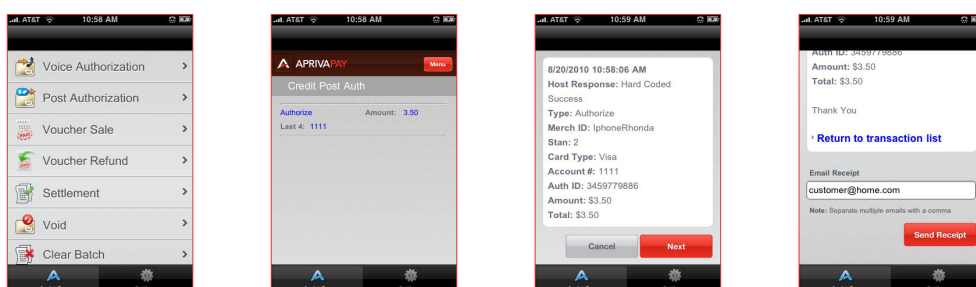 AT&T 10:58 AM
Voice Authorization
Post Authorization
Voucher Sale
Voucher Refund
Settlement
Void
Clear Batch
AT&T 10:58 AM
APRIVAPAY Menu
Credit Post Auth
Authorize Amount: 3.50
Last 4: 1111
AT&T 10:59 AM
8/20/2010 10:58:06 AM
Host Response: Hard Coded
Success
Type: Authorize
Merch ID: IphoneRhonda
Stan: 2
Card Type: Visa
Account #: 1111
Auth ID: 3459779886
Amount: $3.50
Total: $3.50
Cancel Next
AT&T 10:59 AM
Auth ID: 3459779886
Amount: $3.50
Total: $3.50
Thank You
Return to transaction list
Email Receipt
customer@home.com
Note: Separate multiple emails with a comma
Send Receipt